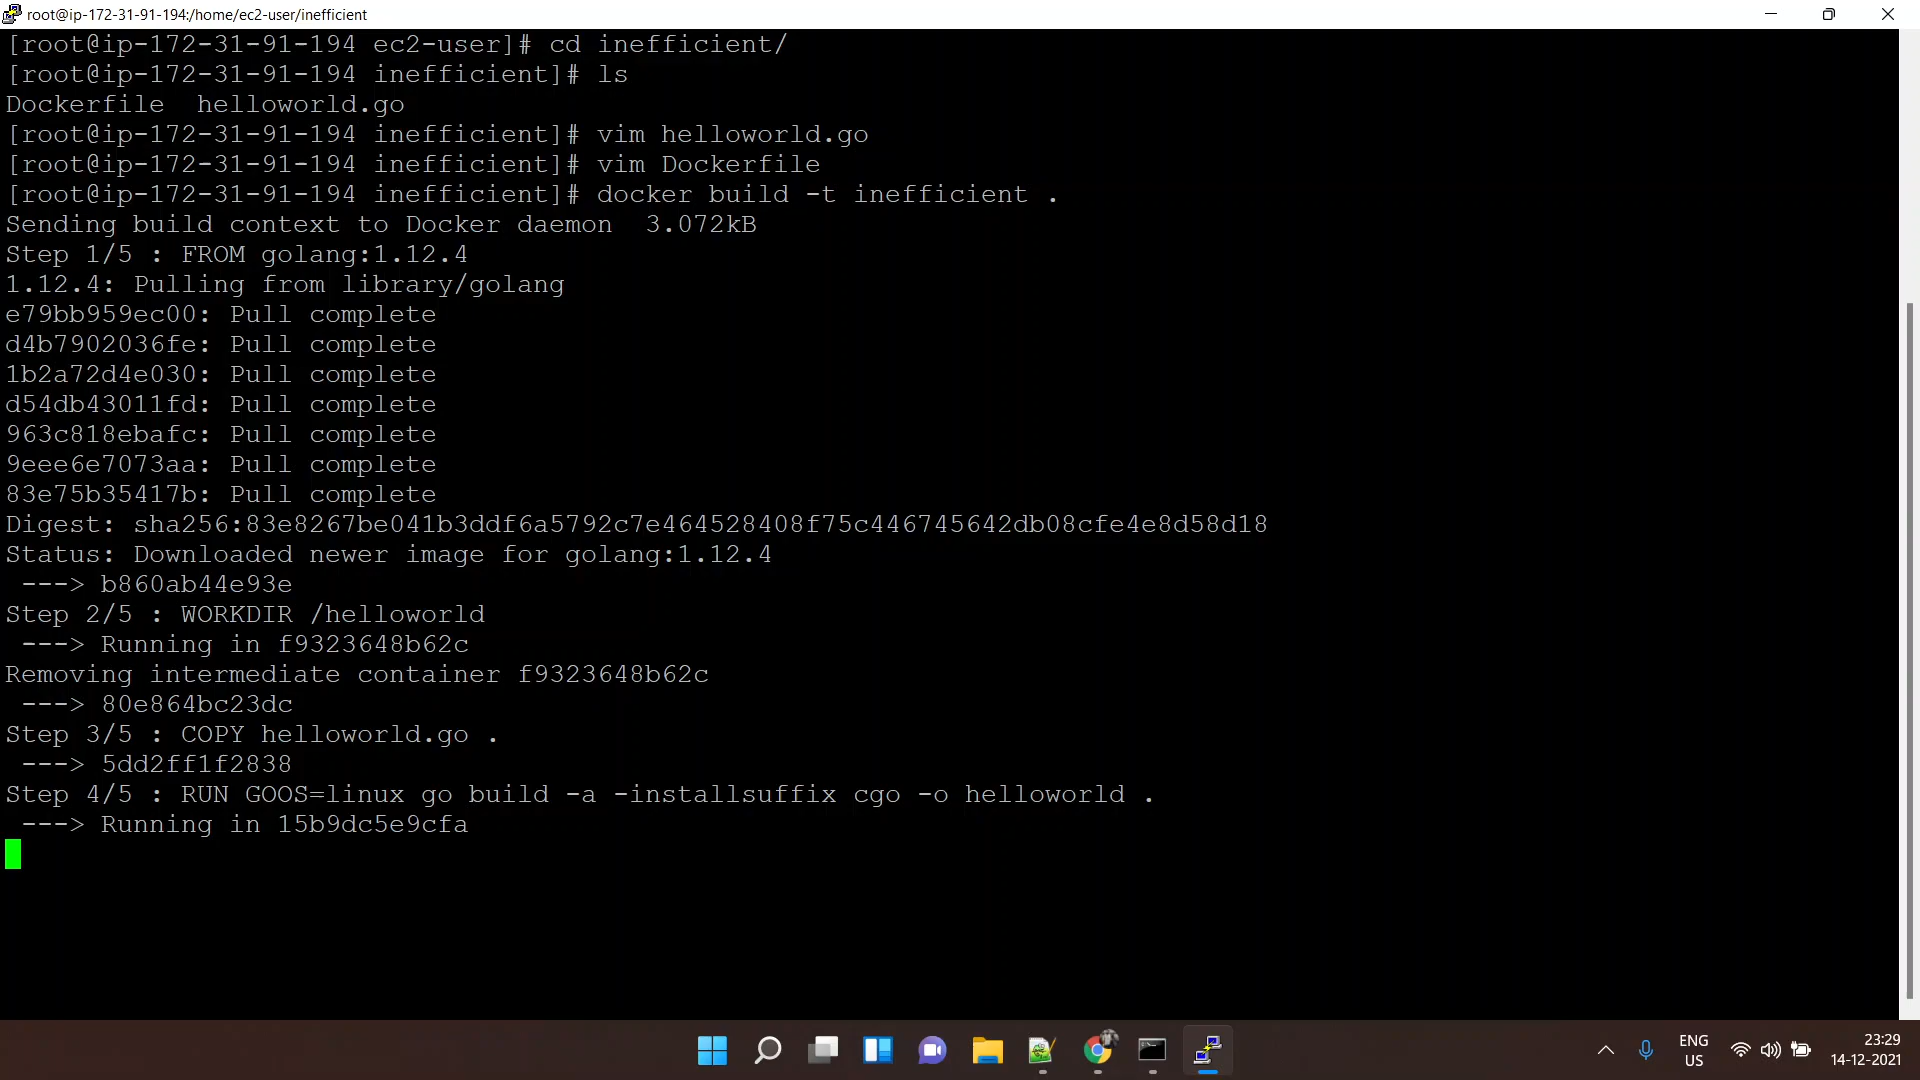 root@ip-172-31-91-194:/home/ec2-user/inefficient
[root@ip-172-31-91-194 ec2-user]# cd inefficient/
[root@ip-172-31-91-194 inefficient]# ls
Dockerfile  helloworld.go
[root@ip-172-31-91-194 inefficient]# vim helloworld.go
[root@ip-172-31-91-194 inefficient]# vim Dockerfile
[root@ip-172-31-91-194 inefficient]# docker build -t inefficient .
Sending build context to Docker daemon  3.072kB
Step 1/5 : FROM golang:1.12.4
1.12.4: Pulling from library/golang
e79bb959ec00: Pull complete
d4b7902036fe: Pull complete
1b2a72d4e030: Pull complete
d54db43011fd: Pull complete
963c818ebafc: Pull complete
9eee6e7073aa: Pull complete
83e75b35417b: Pull complete
Digest: sha256:83e8267be041b3ddf6a5792c7e464528408f75c446745642db08cfe4e8d58d18
Status: Downloaded newer image for golang:1.12.4
 ---> b860ab44e93e
Step 2/5 : WORKDIR /helloworld
 ---> Running in f9323648b62c
Removing intermediate container f9323648b62c
 ---> 80e864bc23dc
Step 3/5 : COPY helloworld.go .
 ---> 5dd2ff1f2838
Step 4/5 : RUN GOOS=linux go build -a -installsuffix cgo -o helloworld .
 ---> Running in 15b9dc5e9cfa
ENG
US
23:29
14-12-2021